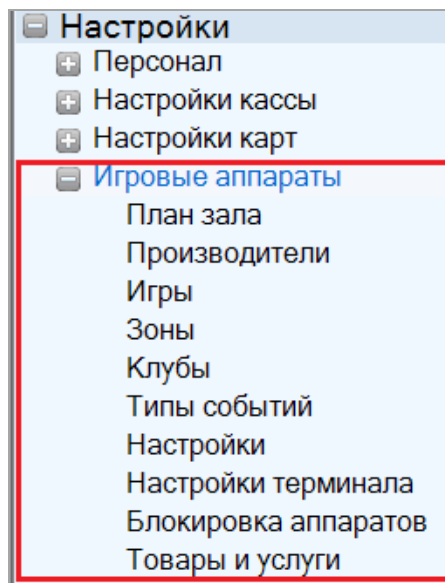 Настройки
Персонал
Настройки кассы
Настройки карт
Игровые аппараты
План зала
Производители
Игры
Зоны
Клубы
Типы событий
Настройки
Настройки терминала
Блокировка аппаратов
Товары и услуги